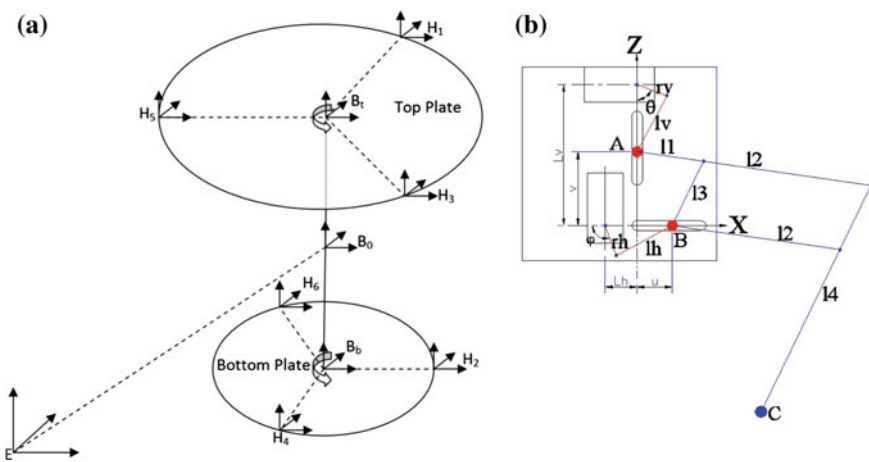 (a)
H1
Bt
Top Plate
H5
H3
B0
H6
Bb
Bottom Plate
H2
H4
E
(b)
Z
rv
θ
lv
Lv
A
l1
l2
v
l3
X
B
l2
φ
rh
lh
Lh
u
l4
C